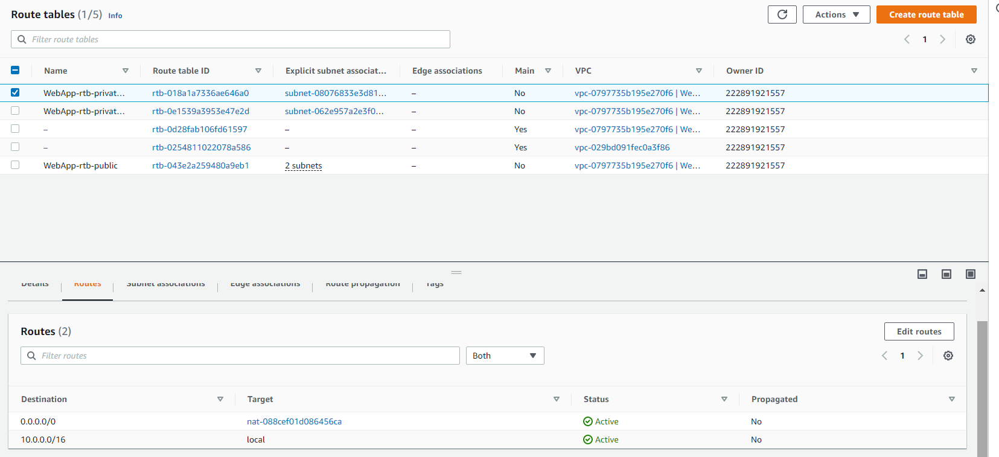 Route tables (1/5) Info
Actions
Create route table
Filter route tables
1
Name Route table ID Explicit subnet associat... Edge associations Main VPC Owner ID
WebApp-rtb-privat... rtb-018a1a7336ae646a0 subnet-08076833e3d81... – No vpc-0797735b195e270f6 | We... 222891921557
WebApp-rtb-privat... rtb-0e1539a3953e47e2d subnet-062e957a2e3f0... – No vpc-0797735b195e270f6 | We... 222891921557
– rtb-0d28fab106fd61597 – – Yes vpc-0797735b195e270f6 | We... 222891921557
– rtb-0254811022078a586 – – Yes vpc-029bd091fec0a3f86 222891921557
WebApp-rtb-public rtb-043e2a259480a9eb1 2 subnets – No vpc-0797735b195e270f6 | We... 222891921557
Details Routes Subnet associations Edge associations Route propagation Tags
Routes (2)
Edit routes
Filter routes
Both
1
Destination Target Status Propagated
0.0.0.0/0 nat-088cef01d086456ca Active No
10.0.0.0/16 local Active No